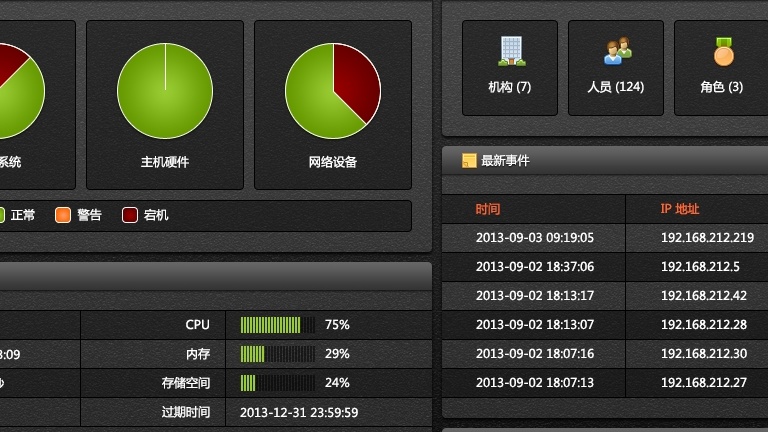 系统
主机硬件
网络设备
正常 警告 宕机
机构 (7)
人员 (124)
角色 (3)
最新事件
时间 IP 地址
2013-09-03 09:19:05 192.168.212.219
2013-09-02 18:37:06 192.168.212.5
2013-09-02 18:13:17 192.168.212.42
2013-09-02 18:13:07 192.168.212.28
2013-09-02 18:07:16 192.168.212.30
2013-09-02 18:07:13 192.168.212.27
CPU 75%
:09 内存 29%
存储空间 24%
过期时间 2013-12-31 23:59:59